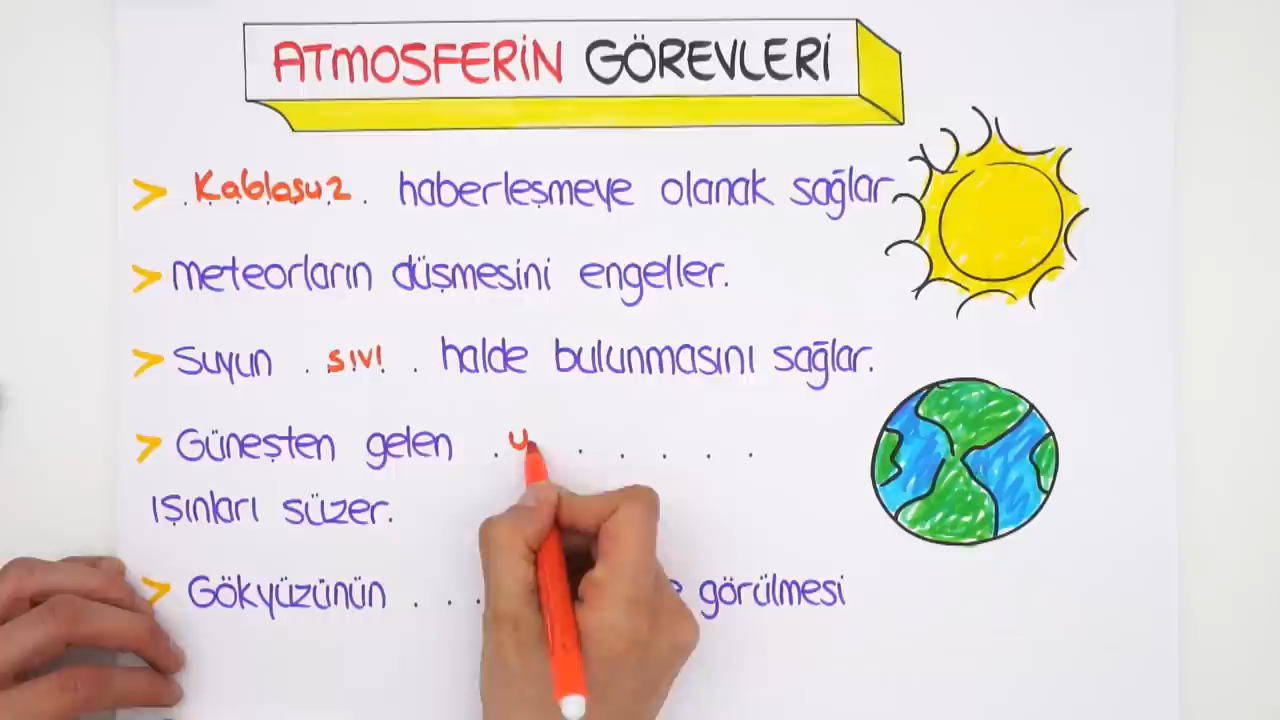 ATMOSFERİN GÖREVLERİ
> .Kablosuz. haberleşmeye olanak sağlar.
> Meteorların düşmesini engeller.
> Suyun . sıvı . halde bulunmasını sağlar.
> Güneşten gelen . u . . . . .
ışınları süzer.
> Gökyüzünün . . . görülmesi